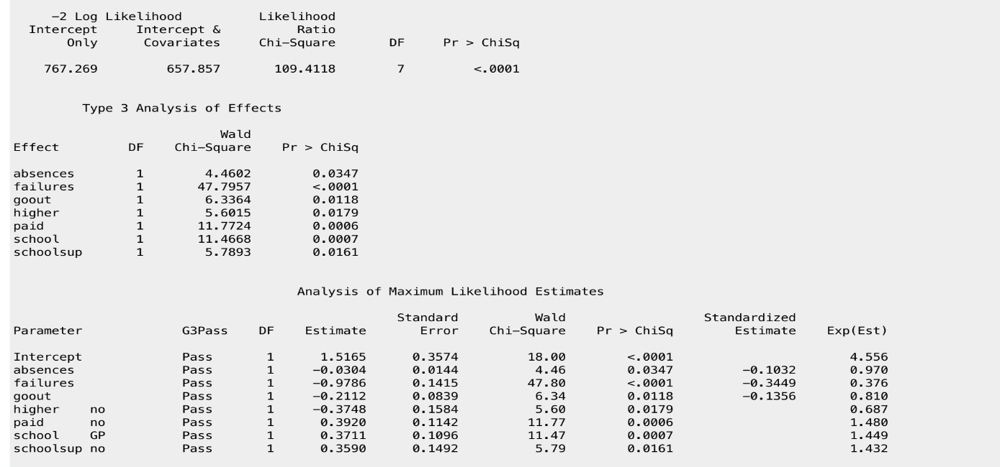 −2 Log Likelihood Likelihood
Intercept Intercept & Ratio
Only Covariates Chi−Square DF Pr > ChiSq
767.269 657.857 109.4118 7 <.0001
Type 3 Analysis of Effects
Wald
Effect DF Chi−Square Pr > ChiSq
absences 1 4.4602 0.0347
failures 1 47.7957 <.0001
goout 1 6.3364 0.0118
higher 1 5.6015 0.0179
paid 1 11.7724 0.0006
school 1 11.4668 0.0007
schoolsup 1 5.7893 0.0161
Analysis of Maximum Likelihood Estimates
Standard Wald Standardized
Parameter G3Pass DF Estimate Error Chi−Square Pr > ChiSq Estimate Exp(Est)
Intercept Pass 1 1.5165 0.3574 18.00 <.0001 4.556
absences Pass 1 −0.0304 0.0144 4.46 0.0347 −0.1032 0.970
failures Pass 1 −0.9786 0.1415 47.80 <.0001 −0.3449 0.376
goout Pass 1 −0.2112 0.0839 6.34 0.0118 −0.1356 0.810
higher no Pass 1 −0.3748 0.1584 5.60 0.0179 0.687
paid no Pass 1 0.3920 0.1142 11.77 0.0006 1.480
school GP Pass 1 0.3711 0.1096 11.47 0.0007 1.449
schoolsup no Pass 1 0.3590 0.1492 5.79 0.0161 1.432